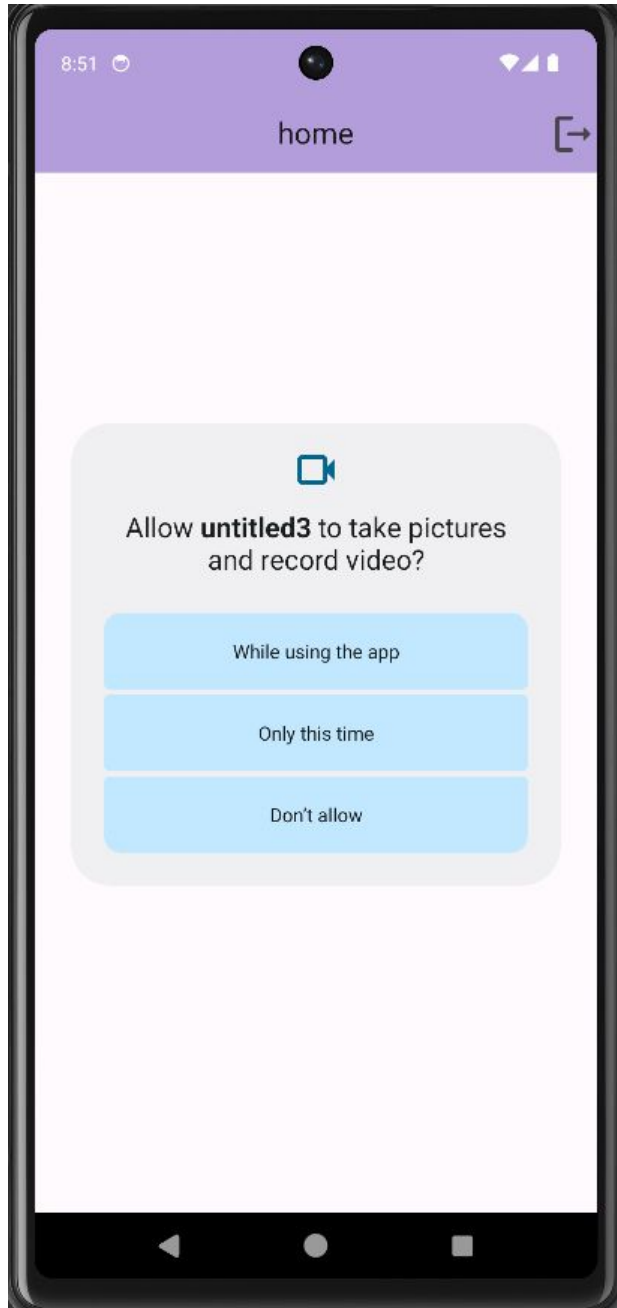 8:51
home
Allow untitled3 to take pictures
and record video?
While using the app
Only this time
Don't allow